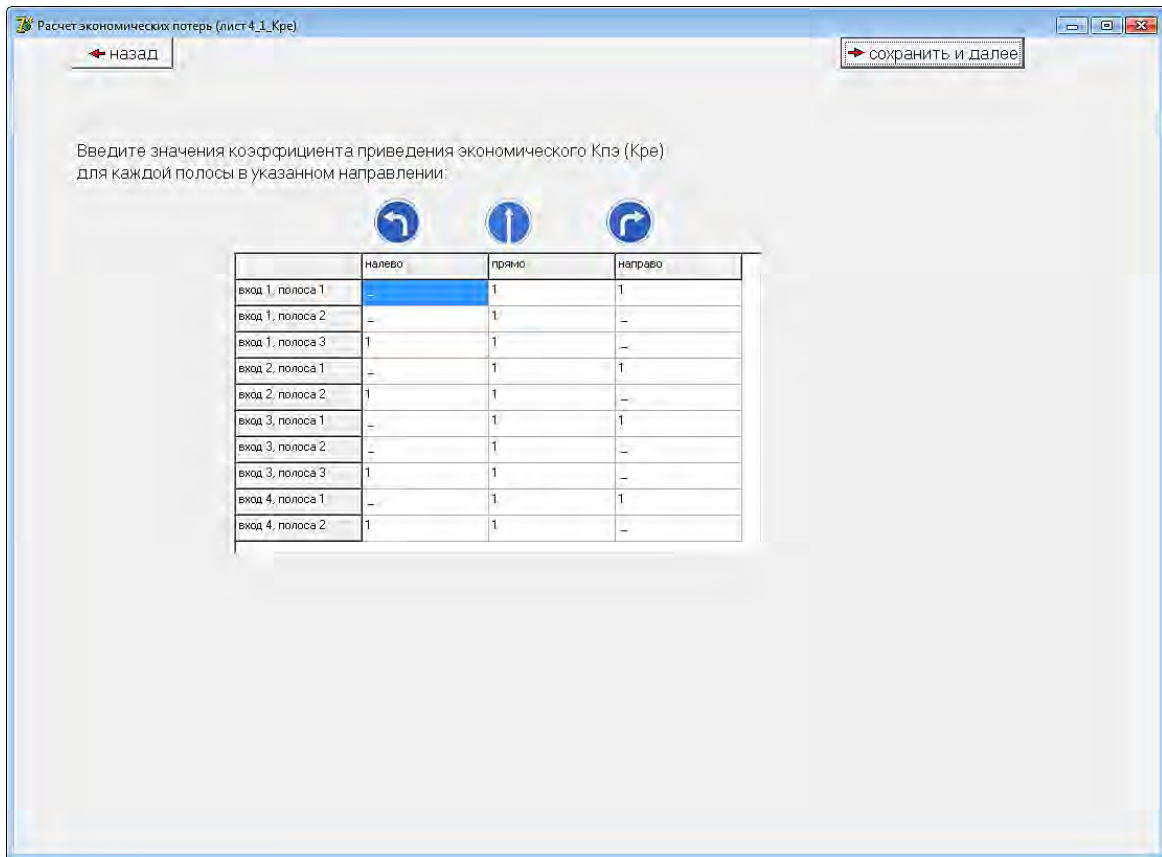 Расчет экономических потерь (лист 4_1_Kpe)
назад
сохранить и далее
Введите значения коэффициента приведения экономического Кпэ (Kpe)
для каждой полосы в указанном направлении:
налево прямо направо
вход 1, полоса 1 _ 1 1
вход 1, полоса 2 _ 1 _
вход 1, полоса 3 1 1 _
вход 2, полоса 1 _ 1 1
вход 2, полоса 2 1 1 _
вход 3, полоса 1 _ 1 1
вход 3, полоса 2 _ 1 _
вход 3, полоса 3 1 1 _
вход 4, полоса 1 _ 1 1
вход 4, полоса 2 1 1 _